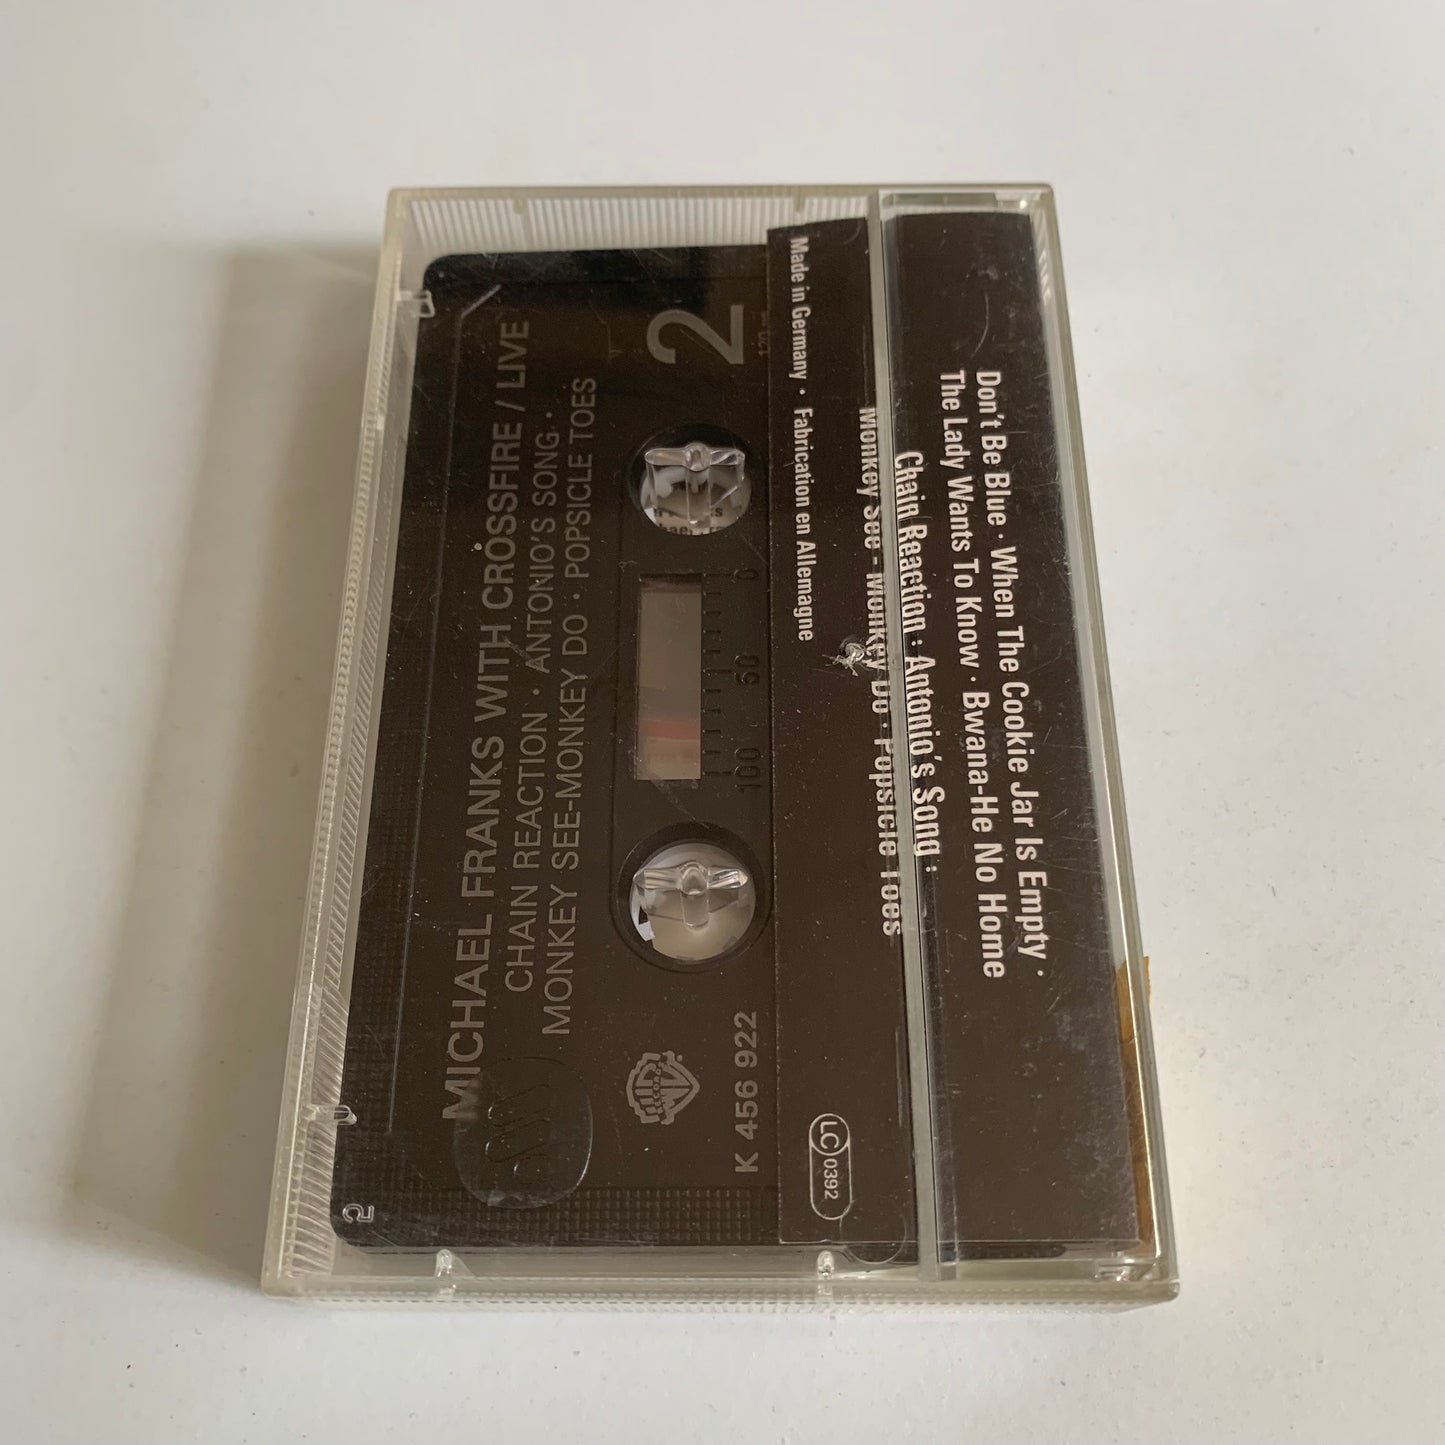 MICHAEL FRANKS WITH CROSSFIRE / LIVE
CHAIN REACTION · ANTONIO'S SONG ·
MONKEY SEE-MONKEY DO · POPSICLE TOES
2
120
0
50
100
K 456 922
RECORDS
2
Made in Germany · Fabrication en Allemagne
LC 0392
Don't Be Blue · When The Cookie Jar Is Empty ·
The Lady Wants To Know · Bwana-He No Home
Chain Reaction · Antonio's Song ·
Monkey See - Monkey Do · Popsicle Toes